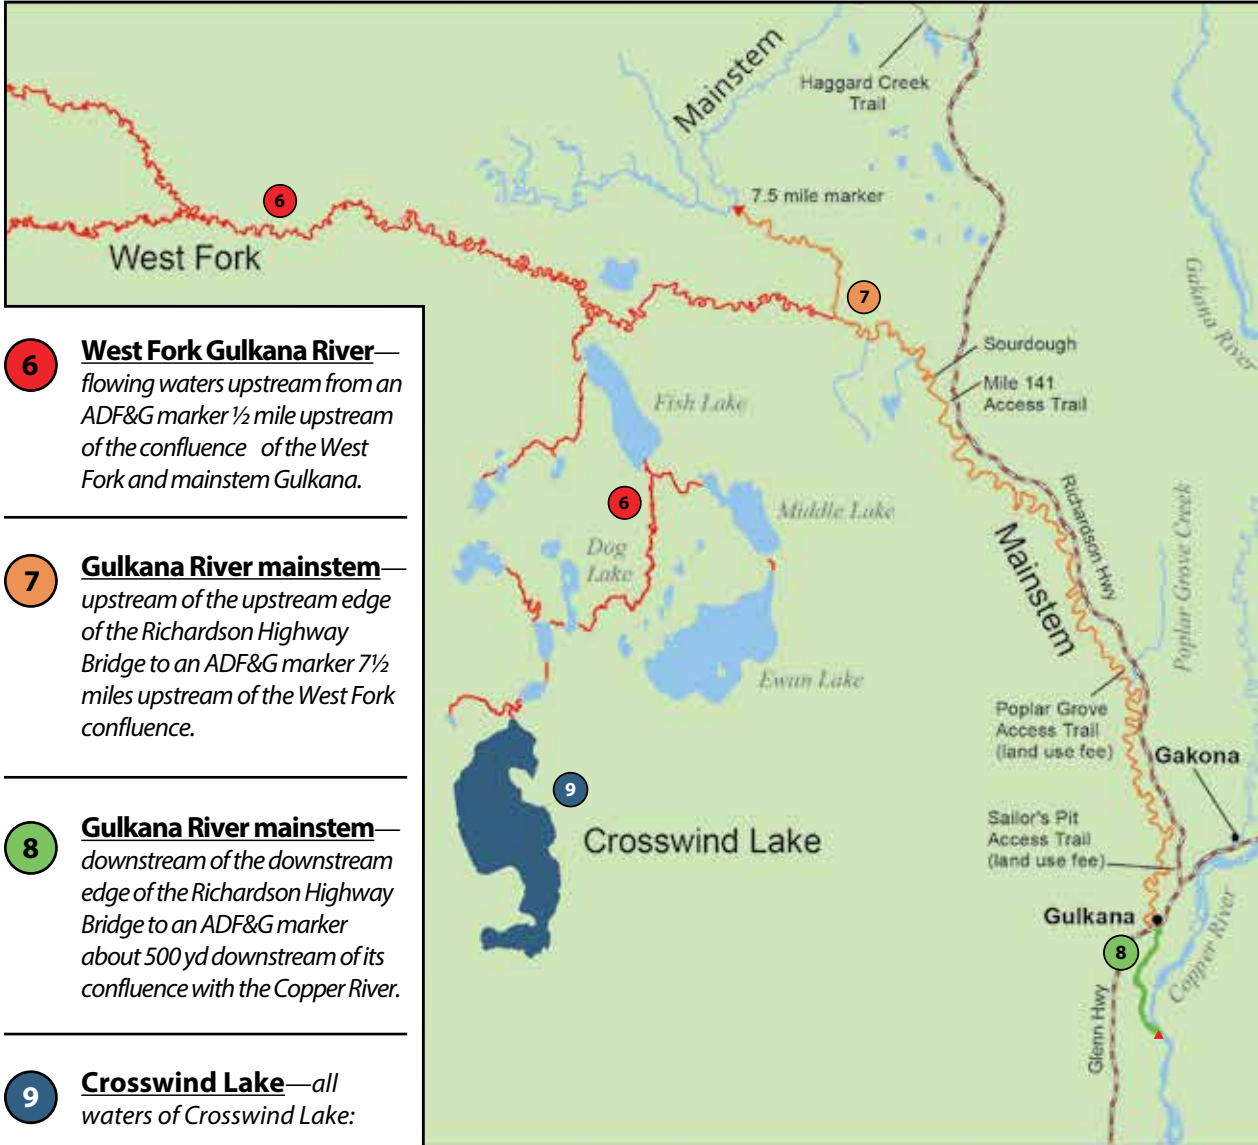 Mainstem
Haggard Creek
Trail
7.5 mile marker
6
West Fork
7
Gakona River
Sourdough
Mile 141
Access Trail
Fish Lake
6
Middle Lake
Dog
Lake
Richardson Hwy
Mainstem
Poplar Grove Creek
Ewan Lake
Poplar Grove
Access Trail
(land use fee)
Gakona
9
Crosswind Lake
Sailor's Pit
Access Trail
(land use fee)
Gulkana
8
Copper River
Glenn Hwy
6
West Fork Gulkana River—
flowing waters upstream from an
ADF&G marker ½ mile upstream
of the confluence of the West
Fork and mainstem Gulkana.
7
Gulkana River mainstem—
upstream of the upstream edge
of the Richardson Highway
Bridge to an ADF&G marker 7½
miles upstream of the West Fork
confluence.
8
Gulkana River mainstem—
downstream of the downstream
edge of the Richardson Highway
Bridge to an ADF&G marker
about 500 yd downstream of its
confluence with the Copper River.
9
Crosswind Lake—all
waters of Crosswind Lake: